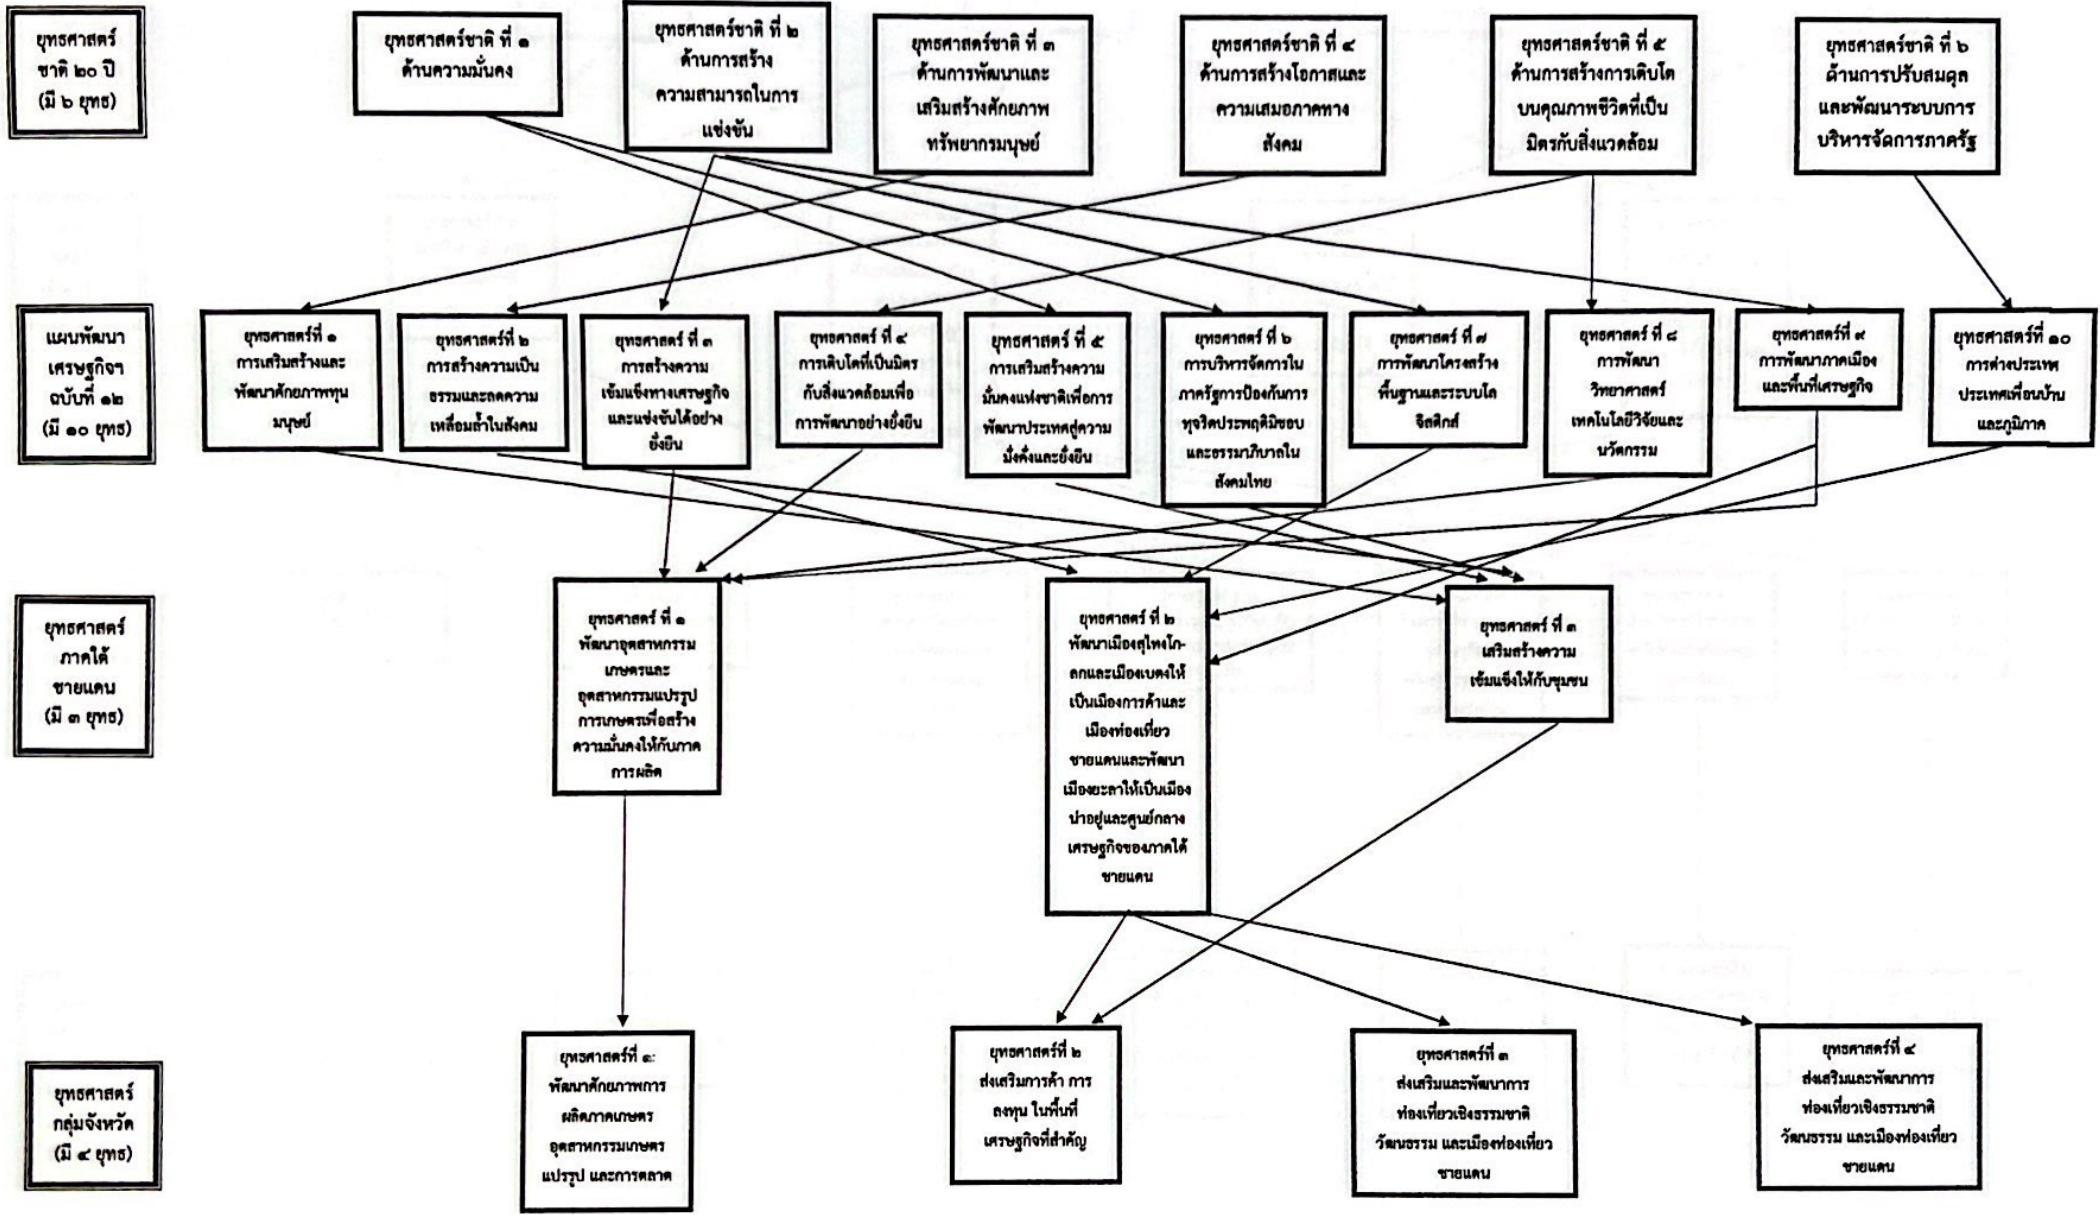 ยุทธศาสตร์
ชาติ ๒๐ ปี
(มี ๖ ยุทธ)
ยุทธศาสตร์ชาติ ที่ ๑
ด้านความมั่นคง
ยุทธศาสตร์ชาติ ที่ ๒
ด้านการสร้าง
ความสามารถในการ
แข่งขัน
ยุทธศาสตร์ชาติ ที่ ๓
ด้านการพัฒนาและ
เสริมสร้างศักยภาพ
ทรัพยากรมนุษย์
ยุทธศาสตร์ชาติ ที่ ๔
ด้านการสร้างโอกาสและ
ความเสมอภาคทาง
สังคม
ยุทธศาสตร์ชาติ ที่ ๕
ด้านการสร้างการเติบโต
บนคุณภาพชีวิตที่เป็น
มิตรกับสิ่งแวดล้อม
ยุทธศาสตร์ชาติ ที่ ๖
ด้านการปรับสมดุล
และพัฒนาระบบการ
บริหารจัดการภาครัฐ
แผนพัฒนา
เศรษฐกิจฯ
ฉบับที่ ๑๒
(มี ๑๐ ยุทธ)
ยุทธศาสตร์ที่ ๑
การเสริมสร้างและ
พัฒนาศักยภาพทุน
มนุษย์
ยุทธศาสตร์ที่ ๒
การสร้างความเป็น
ธรรมและลดความ
เหลื่อมล้ำในสังคม
ยุทธศาสตร์ ที่ ๓
การสร้างความ
เข้มแข็งทางเศรษฐกิจ
และแข่งขันได้อย่าง
ยั่งยืน
ยุทธศาสตร์ ที่ ๔
การเติบโตที่เป็นมิตร
กับสิ่งแวดล้อมเพื่อ
การพัฒนาอย่างยั่งยืน
ยุทธศาสตร์ ที่ ๕
การเสริมสร้างความ
มั่นคงแห่งชาติเพื่อการ
พัฒนาประเทศสู่ความ
มั่งคั่งและยั่งยืน
ยุทธศาสตร์ ที่ ๖
การบริหารจัดการใน
ภาครัฐการป้องกันการ
ทุจริตประพฤติมิชอบ
และธรรมาภิบาลใน
สังคมไทย
ยุทธศาสตร์ ที่ ๗
การพัฒนาโครงสร้าง
พื้นฐานและระบบโล
จิสติกส์
ยุทธศาสตร์ ที่ ๘
การพัฒนา
วิทยาศาสตร์
เทคโนโลยีวิจัยและ
นวัตกรรม
ยุทธศาสตร์ที่ ๙
การพัฒนาภาคเมือง
และพื้นที่เศรษฐกิจ
ยุทธศาสตร์ที่ ๑๐
การต่างประเทศ
ประเทศเพื่อนบ้าน
และภูมิภาค
ยุทธศาสตร์
ภาคใต้
ชายแดน
(มี ๓ ยุทธ)
ยุทธศาสตร์ ที่ ๑
พัฒนาอุตสาหกรรม
เกษตรและ
อุตสาหกรรมแปรรูป
การเกษตรเพื่อสร้าง
ความมั่นคงให้กับภาค
การผลิต
ยุทธศาสตร์ ที่ ๒
พัฒนาเมืองสุไหงโก-
ลกและเมืองเบตงให้
เป็นเมืองการค้าและ
เมืองท่องเที่ยว
ชายแดนและพัฒนา
เมืองยะลาให้เป็นเมือง
น่าอยู่และศูนย์กลาง
เศรษฐกิจของภาคใต้
ชายแดน
ยุทธศาสตร์ ที่ ๓
เสริมสร้างความ
เข้มแข็งให้กับชุมชน
ยุทธศาสตร์
กลุ่มจังหวัด
(มี ๔ ยุทธ)
ยุทธศาสตร์ที่ ๑:
พัฒนาศักยภาพการ
ผลิตภาคเกษตร
อุตสาหกรรมเกษตร
แปรรูป และการตลาด
ยุทธศาสตร์ที่ ๒
ส่งเสริมการค้า การ
ลงทุน ในพื้นที่
เศรษฐกิจที่สำคัญ
ยุทธศาสตร์ที่ ๓
ส่งเสริมและพัฒนาการ
ท่องเที่ยวเชิงธรรมชาติ
วัฒนธรรม และเมืองท่องเที่ยว
ชายแดน
ยุทธศาสตร์ที่ ๔
ส่งเสริมและพัฒนาการ
ท่องเที่ยวเชิงธรรมชาติ
วัฒนธรรม และเมืองท่องเที่ยว
ชายแดน